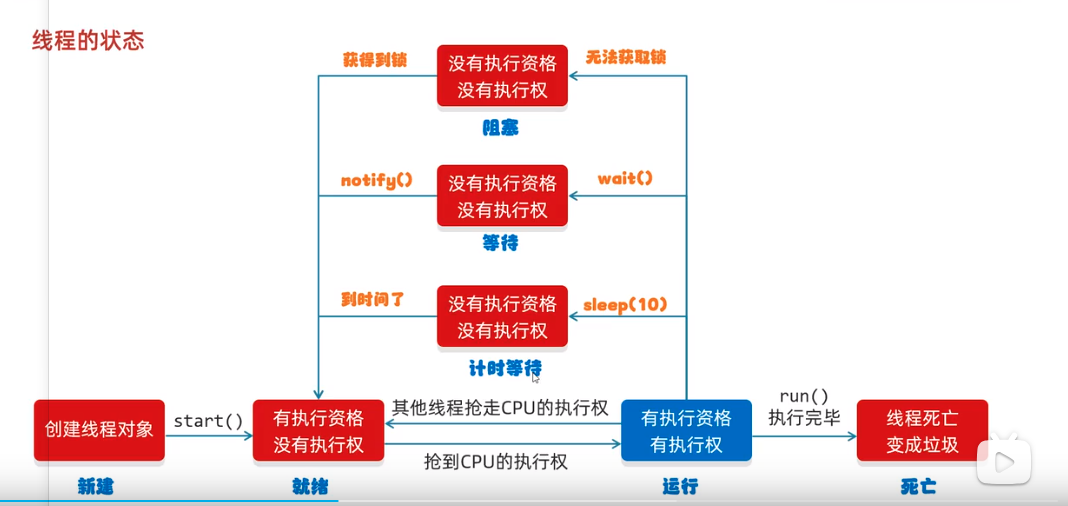 线程的状态
获得到锁
没有执行资格
没有执行权
无法获取锁
阻塞
notify()
没有执行资格
没有执行权
wait()
等待
到时间了
没有执行资格
没有执行权
sleep(10)
计时等待
创建线程对象
start()
有执行资格
没有执行权
其他线程抢走CPU的执行权
抢到CPU的执行权
有执行资格
有执行权
run()
执行完毕
线程死亡
变成垃圾
新建
就绪
运行
死亡